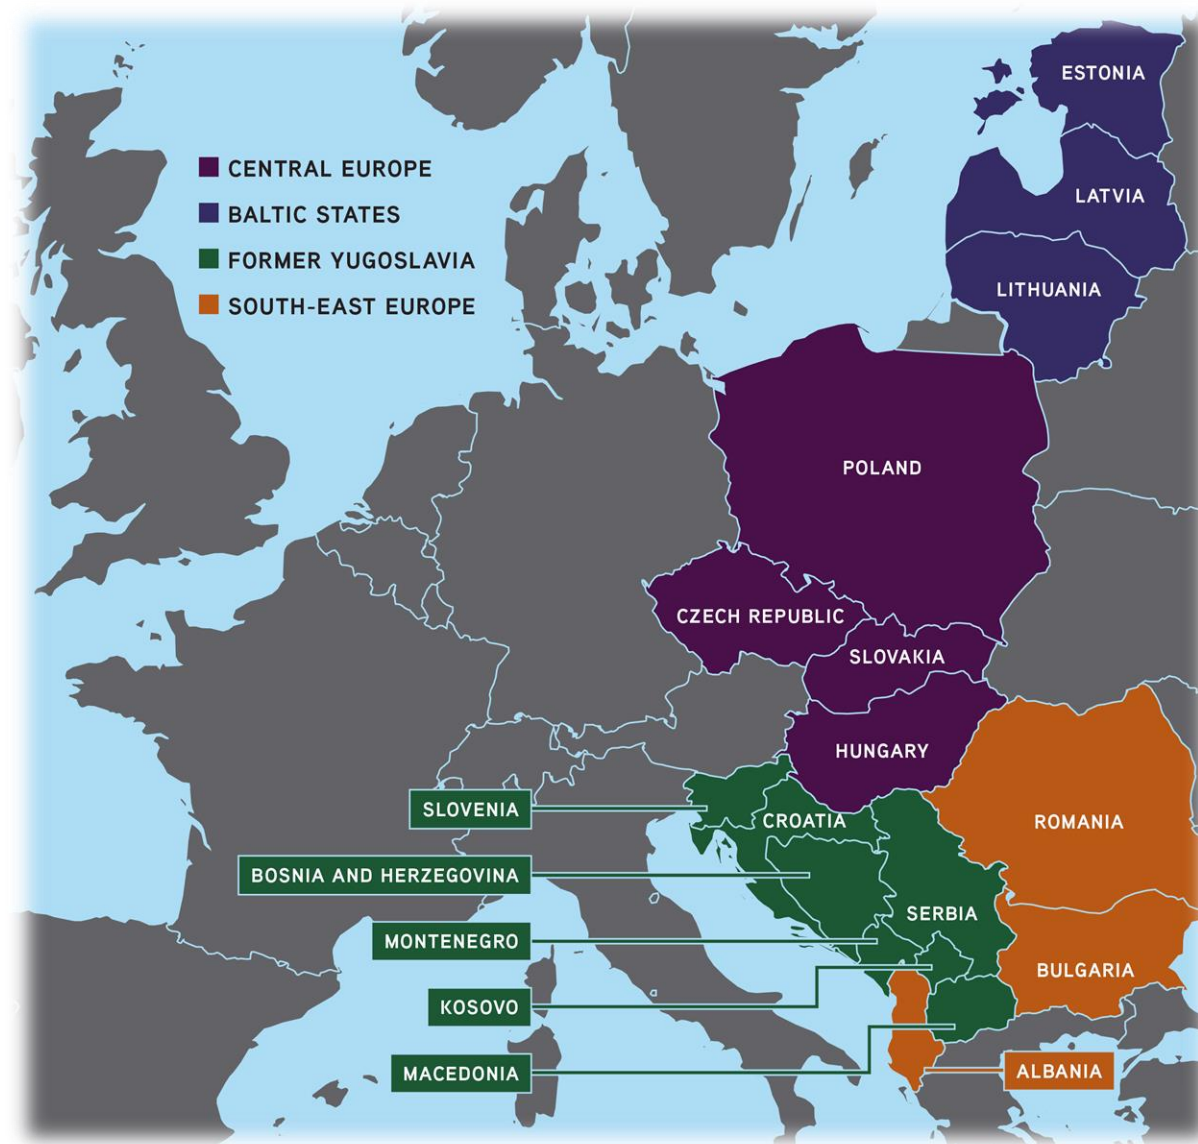 ESTONIA
CENTRAL EUROPE
LATVIA
BALTIC STATES
FORMER YUGOSLAVIA
LITHUANIA
SOUTH-EAST EUROPE
POLAND
CZECH REPUBLIC
SLOVAKIA
HUNGARY
SLOVENIA
CROATIA
ROMANIA
BOSNIA AND HERZEGOVINA
SERBIA
MONTENEGRO
BULGARIA
KOSOVO
MACEDONIA
ALBANIA